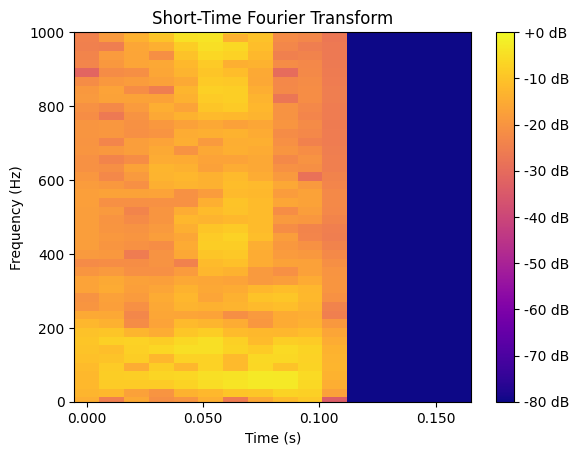 Short-Time Fourier Transform
1000
800
600
400
200
0
Frequency (Hz)
0.000
0.050
0.100
0.150
Time (s)
+0 dB
-10 dB
-20 dB
-30 dB
-40 dB
-50 dB
-60 dB
-70 dB
-80 dB